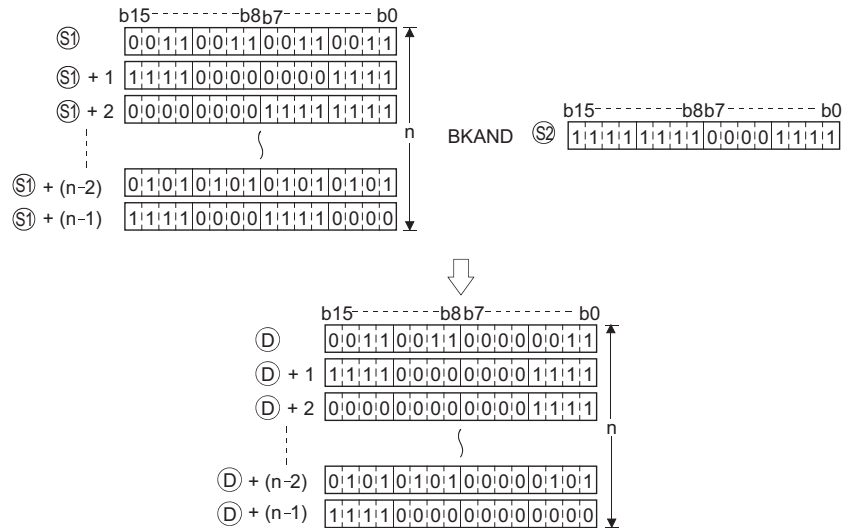 b15 b8 b7 b0
S1 0 0 1 1 0 0 1 1 0 0 1 1 0 0 1 1
S1 + 1 1 1 1 1 0 0 0 0 0 0 0 0 1 1 1 1
S1 + 2 0 0 0 0 0 0 0 0 1 1 1 1 1 1 1 1
n
S1 + (n-2) 0 1 0 1 0 1 0 1 0 1 0 1 0 1 0 1
S1 + (n-1) 1 1 1 1 0 0 0 0 1 1 1 1 0 0 0 0
b15 b8 b7 b0
BKAND S2 1 1 1 1 1 1 1 1 0 0 0 0 1 1 1 1
b15 b8 b7 b0
D 0 0 1 1 0 0 1 1 0 0 0 0 0 0 1 1
D + 1 1 1 1 1 0 0 0 0 0 0 0 0 1 1 1 1
D + 2 0 0 0 0 0 0 0 0 0 0 0 0 1 1 1 1
n
D + (n-2) 0 1 0 1 0 1 0 1 0 0 0 0 0 1 0 1
D + (n-1) 1 1 1 1 0 0 0 0 0 0 0 0 0 0 0 0